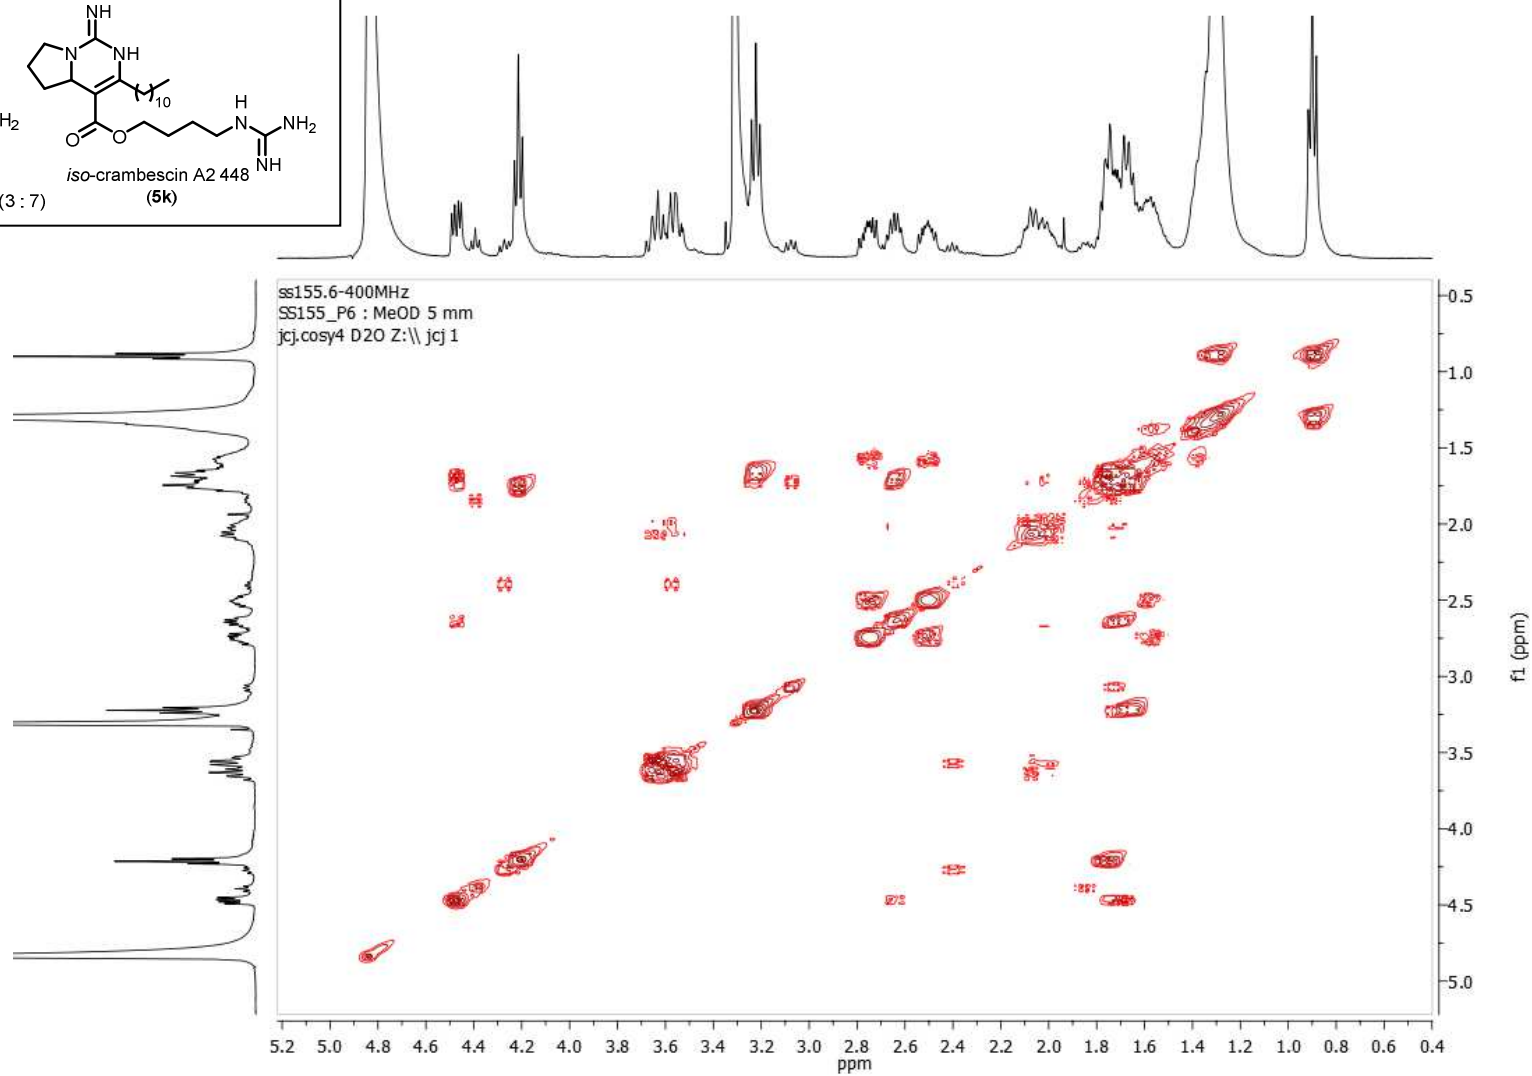 NH
N
NH
10
H₂
O
O
H
N
NH₂
NH
iso-crambescin A2 448
(5k)
(3 : 7)
ss155.6-400MHz
SS155_P6 : MeOD 5 mm
jcj.cosy4 D2O Z:\\ jcj 1
0.5
1.0
1.5
2.0
2.5
3.0
3.5
4.0
4.5
5.0
f1 (ppm)
5.2 5.0 4.8 4.6 4.4 4.2 4.0 3.8 3.6 3.4 3.2 3.0 2.8 2.6 2.4 2.2 2.0 1.8 1.6 1.4 1.2 1.0 0.8 0.6 0.4
ppm